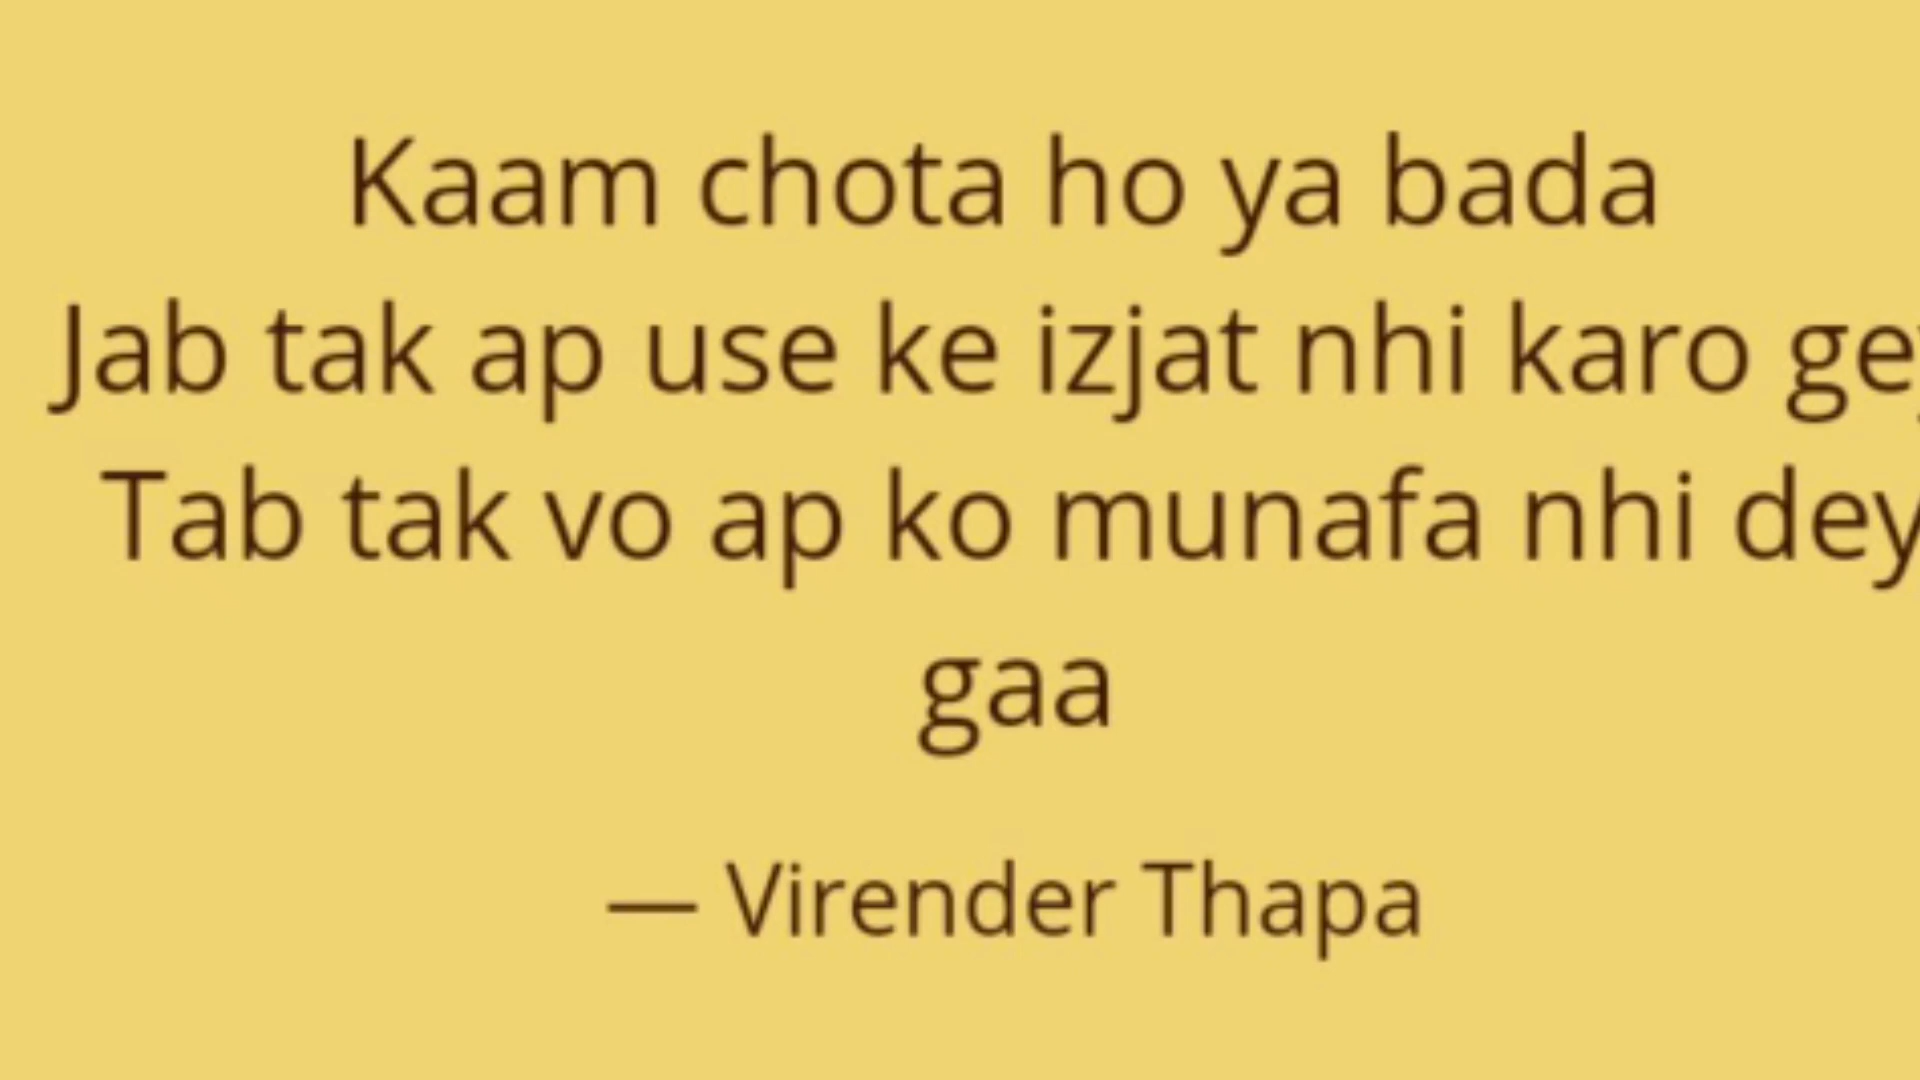 Kaam chota ho ya bada
Jab tak ap use ke izjat nhi karo
Tab tak vo ap ko munafa nhi dey
gaa
— Virender Thapa